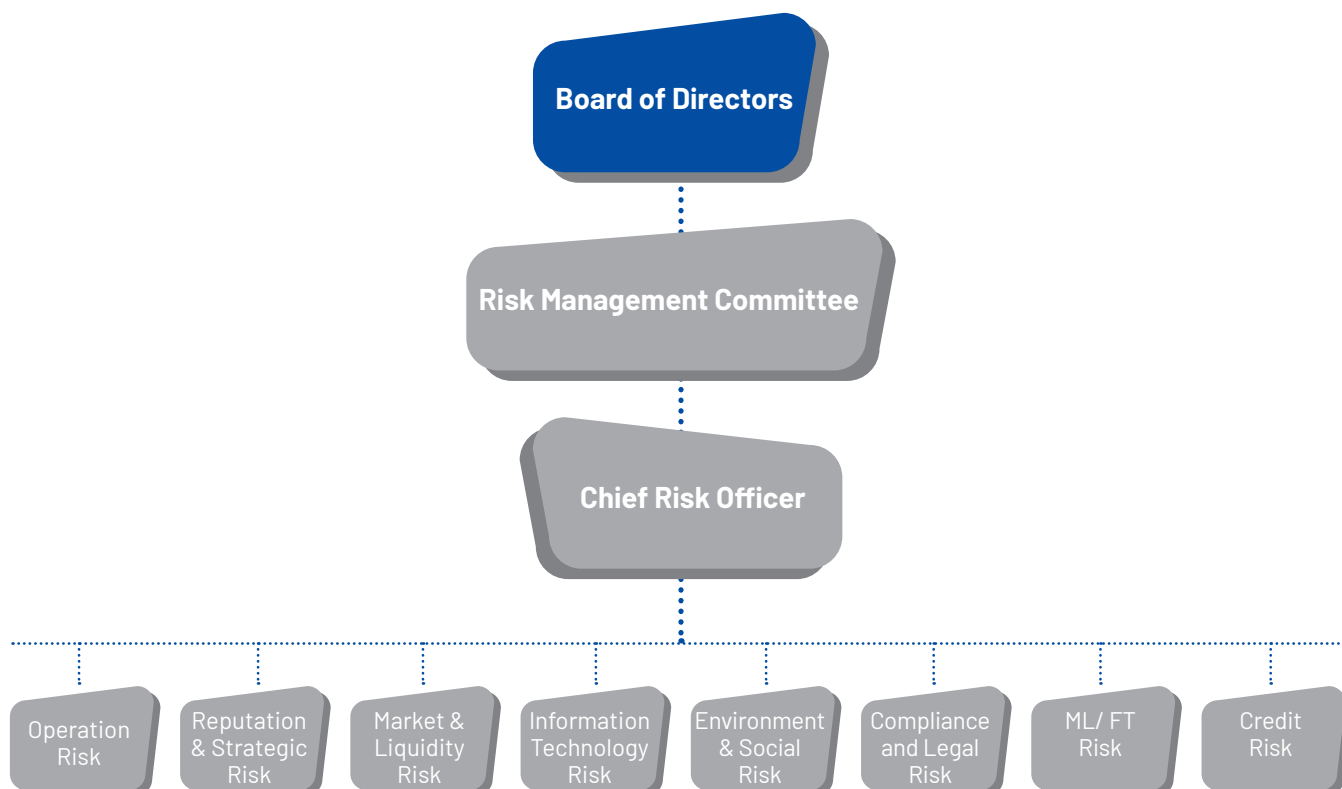 Board of Directors
Risk Management Committee
Chief Risk Officer
Operation
Risk
Reputation
& Strategic
Risk
Market &
Liquidity
Risk
Information
Technology
Risk
Environment
& Social
Risk
Compliance
and Legal
Risk
ML/ FT
Risk
Credit
Risk